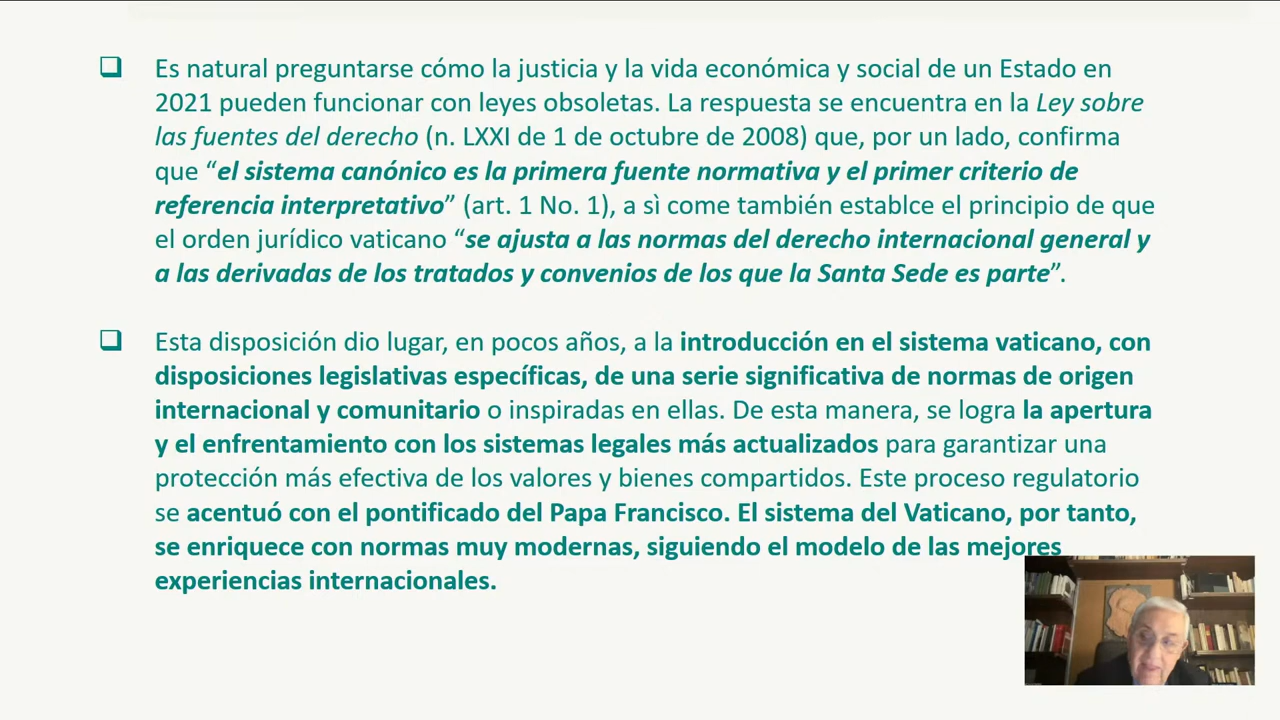 Es natural preguntarse cómo la justicia y la vida económica y social de un Estado en
2021 pueden funcionar con leyes obsoletas. La respuesta se encuentra en la Ley sobre
las fuentes del derecho (n. LXXI de 1 de octubre de 2008) que, por un lado, confirma
que “el sistema canónico es la primera fuente normativa y el primer criterio de
referencia interpretativo” (art. 1 No. 1), a sì come también establce el principio de que
el orden jurídico vaticano “se ajusta a las normas del derecho internacional general y
a las derivadas de los tratados y convenios de los que la Santa Sede es parte”.
Esta disposición dio lugar, en pocos años, a la introducción en el sistema vaticano, con
disposiciones legislativas específicas, de una serie significativa de normas de origen
internacional y comunitario o inspiradas en ellas. De esta manera, se logra la apertura
y el enfrentamiento con los sistemas legales más actualizados para garantizar una
protección más efectiva de los valores y bienes compartidos. Este proceso regulatorio
se acentuó con el pontificado del Papa Francisco. El sistema del Vaticano, por tanto,
se enriquece con normas muy modernas, siguiendo el modelo de las mejores
experiencias internacionales.